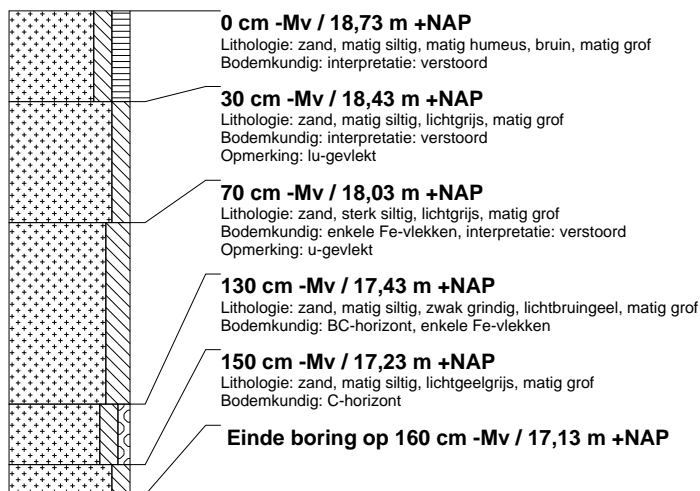 0 cm -Mv / 18,73 m +NAP
Lithologie: zand, matig siltig, matig humeus, bruin, matig grof
Bodemkundig: interpretatie: verstoord
30 cm -Mv / 18,43 m +NAP
Lithologie: zand, matig siltig, lichtgrijs, matig grof
Bodemkundig: interpretatie: verstoord
Opmerking: lu-gevlekt
70 cm -Mv / 18,03 m +NAP
Lithologie: zand, sterk siltig, lichtgrijs, matig grof
Bodemkundig: enkele Fe-vlekken, interpretatie: verstoord
Opmerking: u-gevlekt
130 cm -Mv / 17,43 m +NAP
Lithologie: zand, matig siltig, zwak grindig, lichtbruingeel, matig grof
Bodemkundig: BC-horizont, enkele Fe-vlekken
150 cm -Mv / 17,23 m +NAP
Lithologie: zand, matig siltig, lichtgeelgrijs, matig grof
Bodemkundig: C-horizont
Einde boring op 160 cm -Mv / 17,13 m +NAP